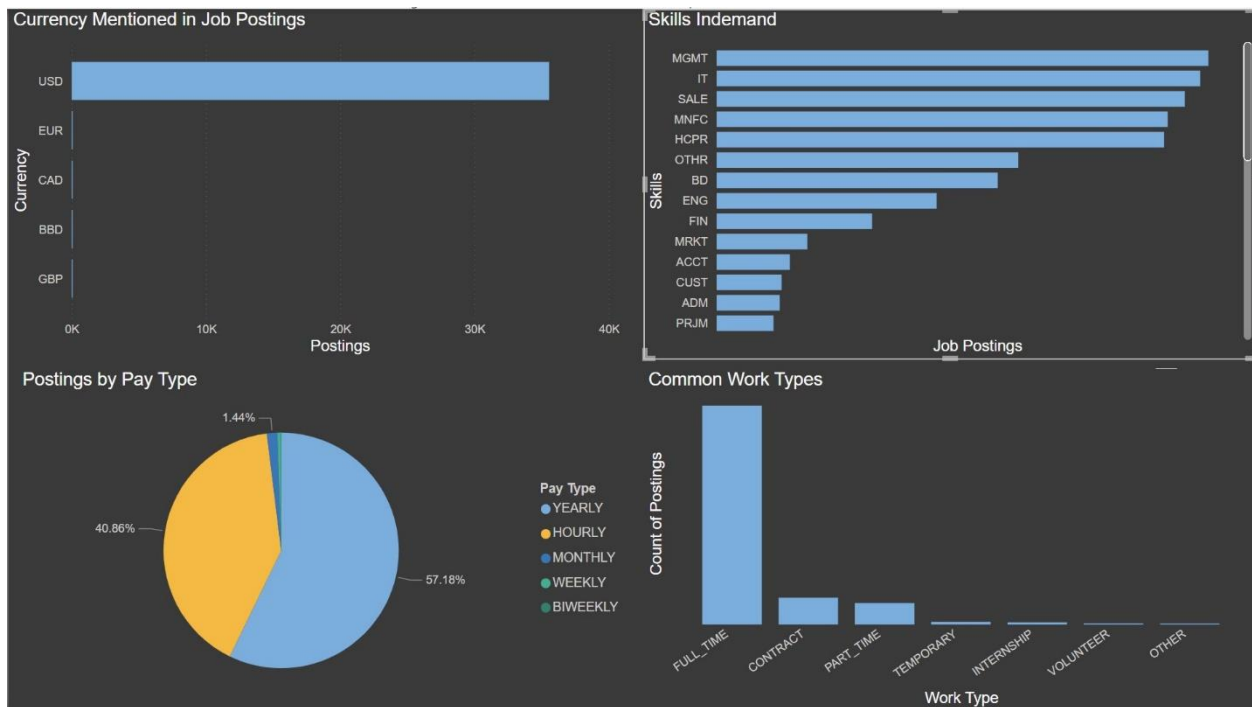 Currency Mentioned in Job Postings
Currency
USD
EUR
CAD
BBD
GBP
0K 10K 20K 30K 40K
Postings
Skills Indemand
Skills
MGMT
IT
SALE
MNFC
HCPR
OTHR
BD
ENG
FIN
MRKT
ACCT
CUST
ADM
PRJM
Job Postings
Postings by Pay Type
1.44%
40.86%
57.18%
Pay Type
YEARLY
HOURLY
MONTHLY
WEEKLY
BIWEEKLY
Common Work Types
Count of Postings
FULL_TIME
CONTRACT
PART_TIME
TEMPORARY
INTERNSHIP
VOLUNTEER
OTHER
Work Type